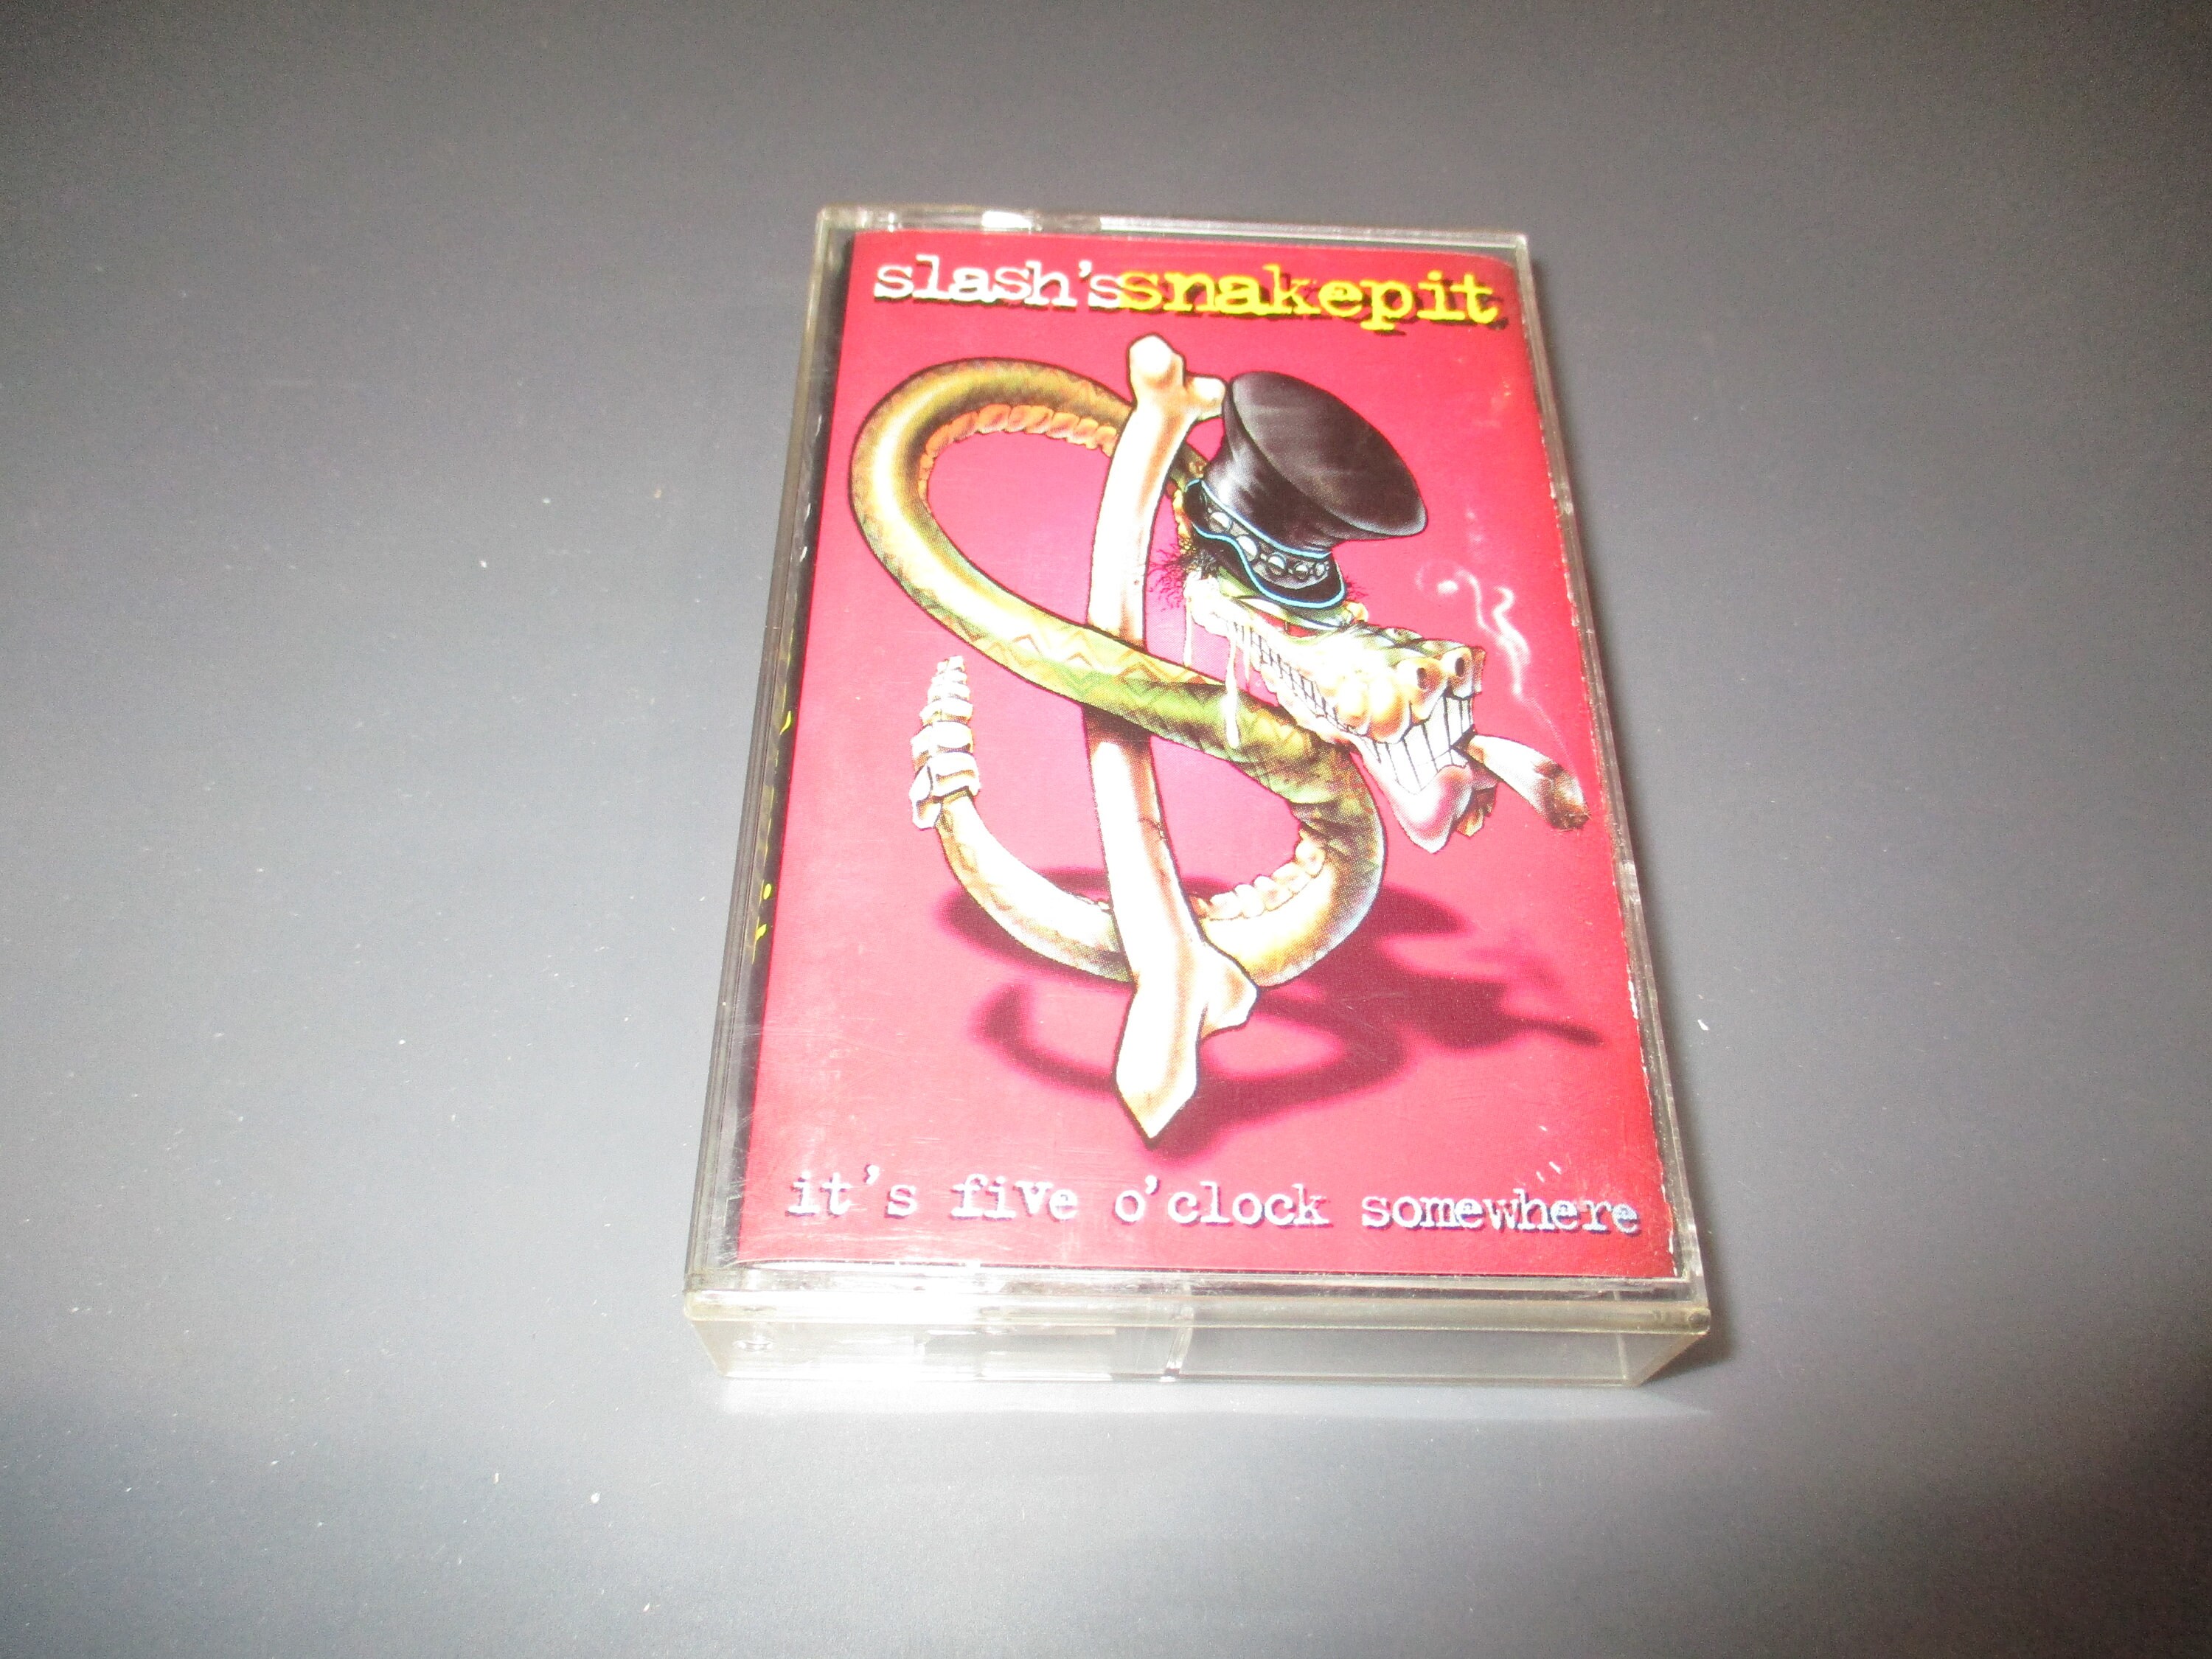 slash'ssnakepit
it's five o'clock somewhere